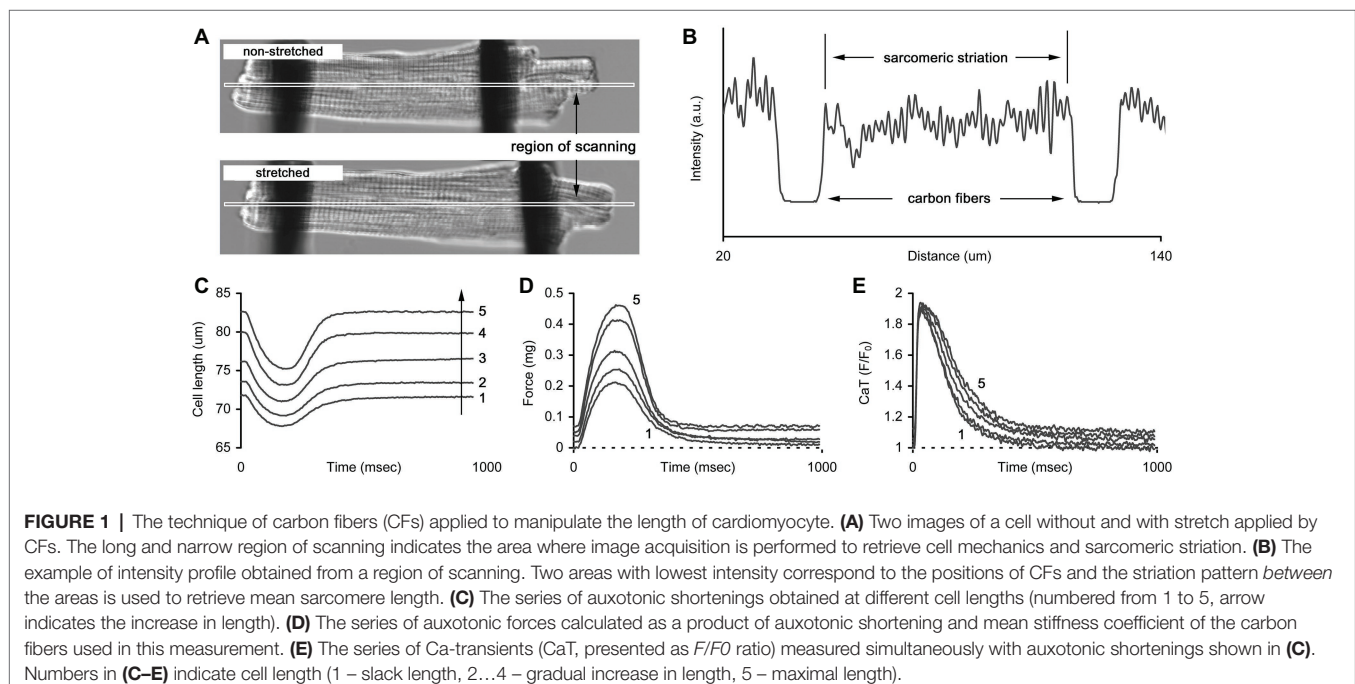 A
non-stretched
region of scanning
stretched
B
sarcomeric striation
Intensity (a.u.)
carbon fibers
20
Distance (um)
140
C
85
80
75
70
65
Cell length (um)
5
4
3
2
1
0
Time (msec)
1000
D
0.5
0.4
0.3
0.2
0.1
0
Force (mg)
5
1
0
Time (msec)
1000
E
2
1.8
1.6
1.4
1.2
1
CaT (F/F₀)
5
1
0
Time (msec)
1000
FIGURE 1 | The technique of carbon fibers (CFs) applied to manipulate the length of cardiomyocyte. (A) Two images of a cell without and with stretch applied by
CFs. The long and narrow region of scanning indicates the area where image acquisition is performed to retrieve cell mechanics and sarcomeric striation. (B) The
example of intensity profile obtained from a region of scanning. Two areas with lowest intensity correspond to the positions of CFs and the striation pattern between
the areas is used to retrieve mean sarcomere length. (C) The series of auxotonic shortenings obtained at different cell lengths (numbered from 1 to 5, arrow
indicates the increase in length). (D) The series of auxotonic forces calculated as a product of auxotonic shortening and mean stiffness coefficient of the carbon
fibers used in this measurement. (E) The series of Ca-transients (CaT, presented as F/F0 ratio) measured simultaneously with auxotonic shortenings shown in (C).
Numbers in (C–E) indicate cell length (1 – slack length, 2…4 – gradual increase in length, 5 – maximal length).